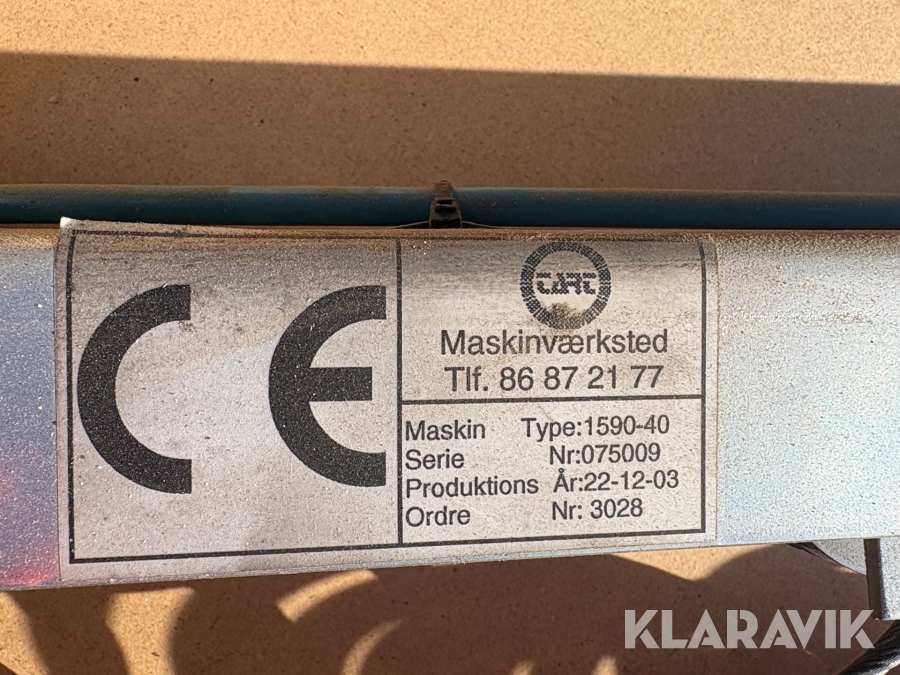 CE
CARC
Maskinværksted
Tlf. 86 87 21 77
Maskin Type:1590-40
Serie Nr:075009
Produktions År:22-12-03
Ordre Nr: 3028
KLARAVIK